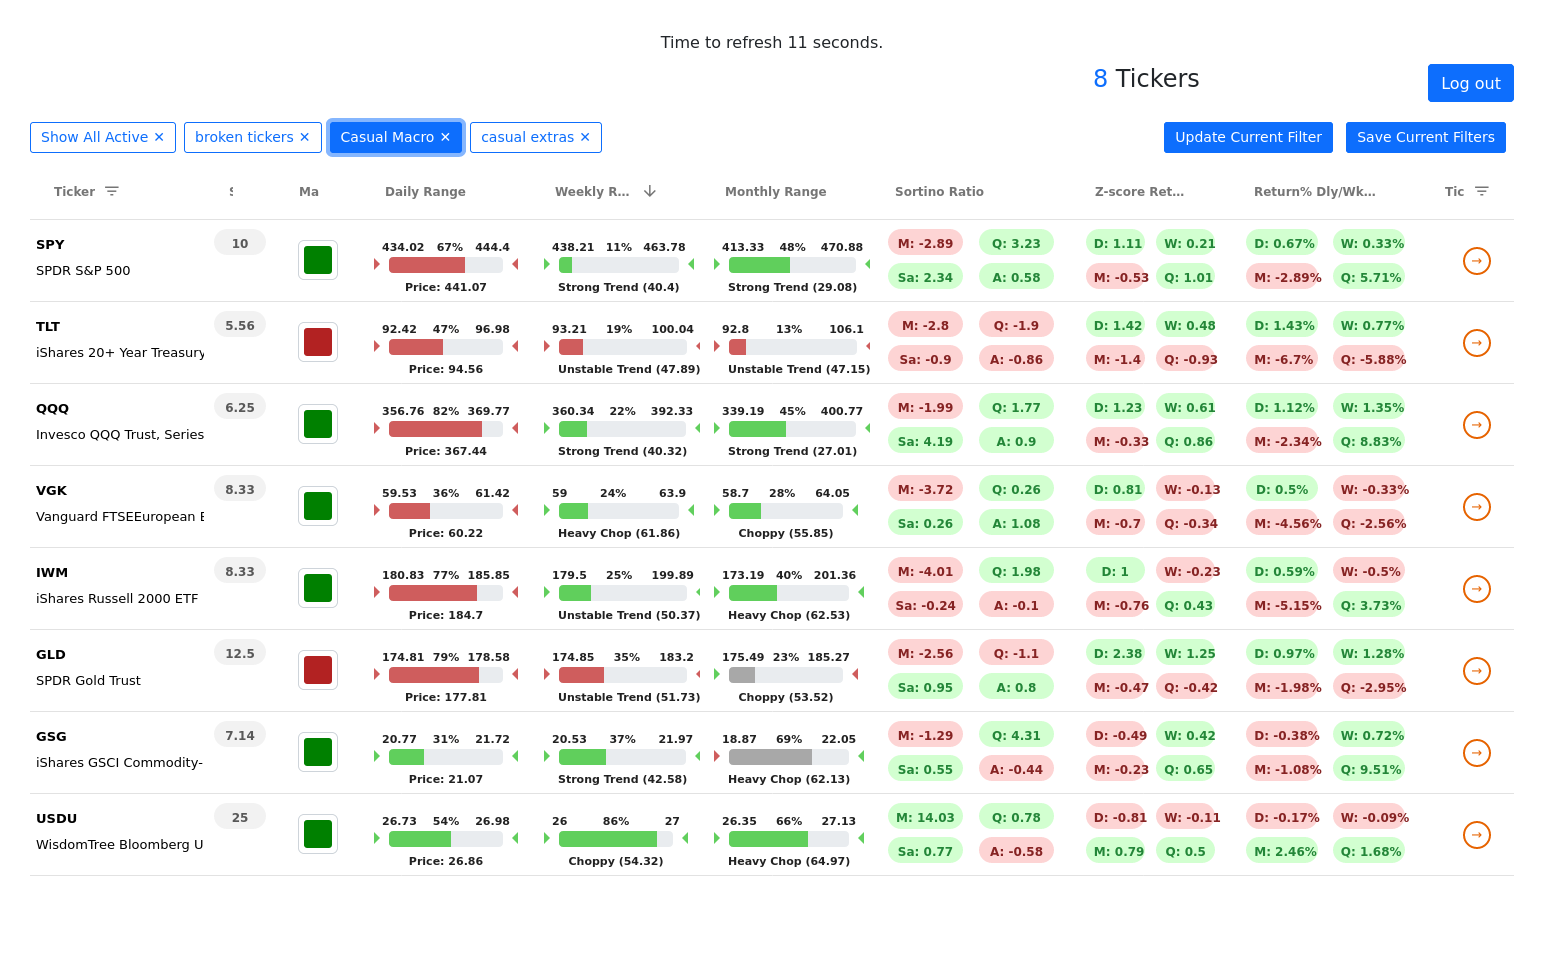 Time to refresh 11 seconds.
8 Tickers
Log out
Show All Active ✕ broken tickers ✕ Casual Macro ✕ casual extras ✕ Update Current Filter Save Current Filters
Ticker Ma Daily Range Weekly R... Monthly Range Sortino Ratio Z-score Ret... Return% Dly/Wk... Tic
434.02 67% 444.4 438.21 11% 463.78 413.33 48% 470.88
SPY 10 M: -2.89 Q: 3.23 D: 1.11 W: 0.21 D: 0.67% W: 0.33%
SPDR S&P 500 Sa: 2.34 A: 0.58 M: -0.53 Q: 1.01 M: -2.89% Q: 5.71%
Price: 441.07 Strong Trend (40.4) Strong Trend (29.08)
92.42 47% 96.98 93.21 19% 100.04 92.8 13% 106.1
TLT 5.56 M: -2.8 Q: -1.9 D: 1.42 W: 0.48 D: 1.43% W: 0.77%
iShares 20+ Year Treasury Sa: -0.9 A: -0.86 M: -1.4 Q: -0.93 M: -6.7% Q: -5.88%
Price: 94.56 Unstable Trend (47.89) Unstable Trend (47.15)
356.76 82% 369.77 360.34 22% 392.33 339.19 45% 400.77
QQQ 6.25 M: -1.99 Q: 1.77 D: 1.23 W: 0.61 D: 1.12% W: 1.35%
Invesco QQQ Trust, Series Sa: 4.19 A: 0.9 M: -0.33 Q: 0.86 M: -2.34% Q: 8.83%
Price: 367.44 Strong Trend (40.32) Strong Trend (27.01)
59.53 36% 61.42 59 24% 63.9 58.7 28% 64.05
VGK 8.33 M: -3.72 Q: 0.26 D: 0.81 W: -0.13 D: 0.5% W: -0.33%
Vanguard FTSEEuropean Sa: 0.26 A: 1.08 M: -0.7 Q: -0.34 M: -4.56% Q: -2.56%
Price: 60.22 Heavy Chop (61.86) Choppy (55.85)
180.83 77% 185.85 179.5 25% 199.89 173.19 40% 201.36
IWM 8.33 M: -4.01 Q: 1.98 D: 1 W: -0.23 D: 0.59% W: -0.5%
iShares Russell 2000 ETF Sa: -0.24 A: -0.1 M: -0.76 Q: 0.43 M: -5.15% Q: 3.73%
Price: 184.7 Unstable Trend (50.37) Heavy Chop (62.53)
174.81 79% 178.58 174.85 35% 183.2 175.49 23% 185.27
GLD 12.5 M: -2.56 Q: -1.1 D: 2.38 W: 1.25 D: 0.97% W: 1.28%
SPDR Gold Trust Sa: 0.95 A: 0.8 M: -0.47 Q: -0.42 M: -1.98% Q: -2.95%
Price: 177.81 Unstable Trend (51.73) Choppy (53.52)
20.77 31% 21.72 20.53 37% 21.97 18.87 69% 22.05
GSG 7.14 M: -1.29 Q: 4.31 D: -0.49 W: 0.42 D: -0.38% W: 0.72%
iShares GSCI Commodity- Sa: 0.55 A: -0.44 M: -0.23 Q: 0.65 M: -1.08% Q: 9.51%
Price: 21.07 Strong Trend (42.58) Heavy Chop (62.13)
26.73 54% 26.98 26 86% 27 26.35 66% 27.13
USDU 25 M: 14.03 Q: 0.78 D: -0.81 W: -0.11 D: -0.17% W: -0.09%
WisdomTree Bloomberg U Sa: 0.77 A: -0.58 M: 0.79 Q: 0.5 M: 2.46% Q: 1.68%
Price: 26.86 Choppy (54.32) Heavy Chop (64.97)